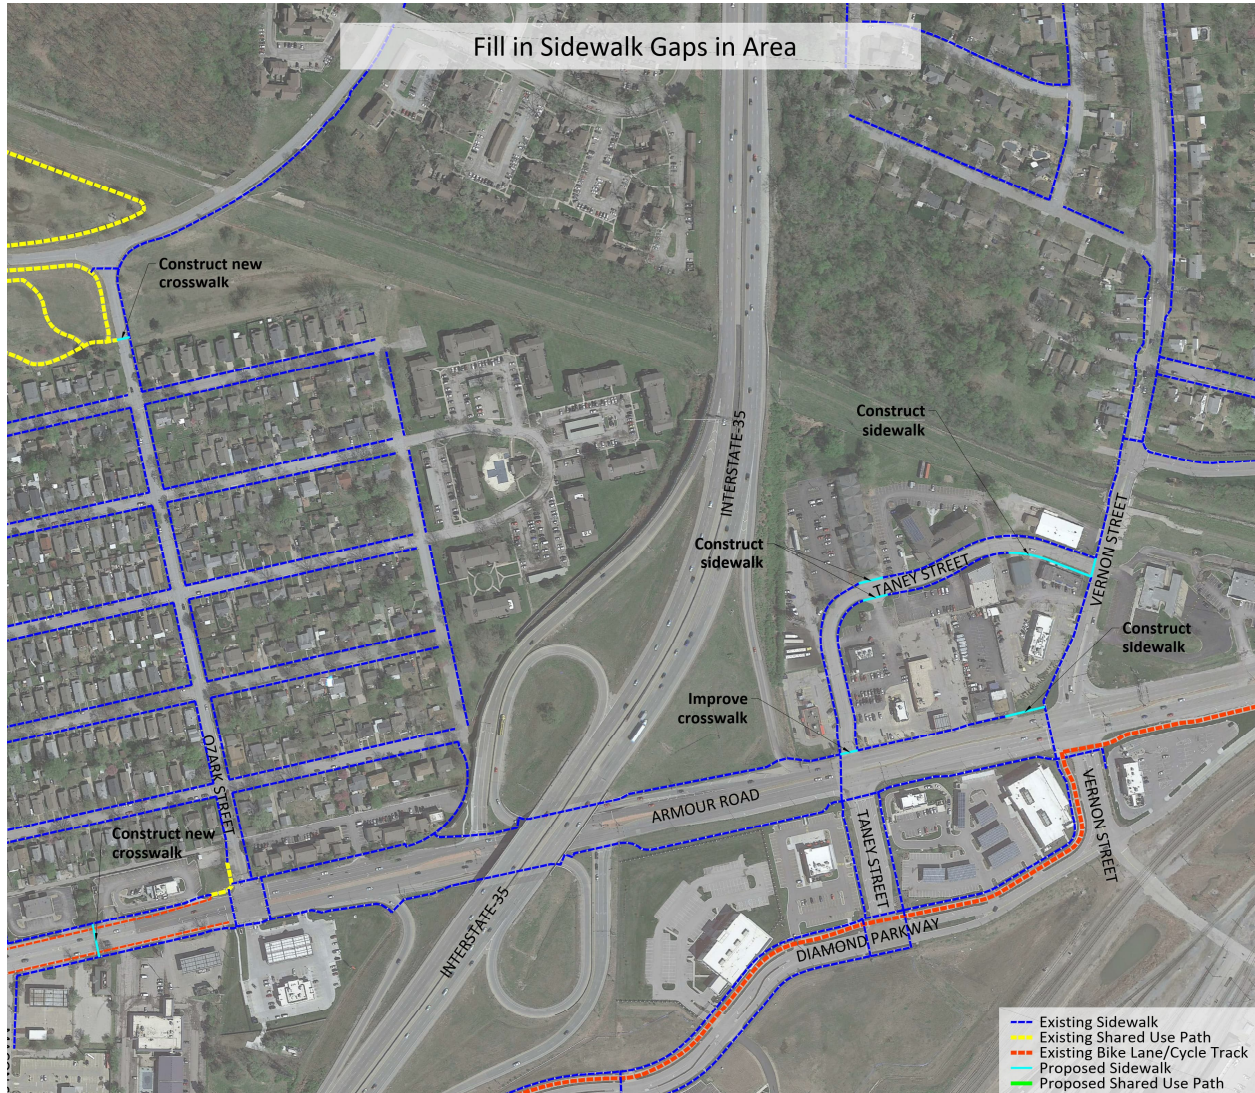 Fill in Sidewalk Gaps in Area
Construct new
crosswalk
Construct
sidewalk
INTERSTATE-35
Construct
sidewalk
TANEY STREET
VERNON STREET
Construct
sidewalk
Improve
crosswalk
OZARK STREET
ARMOUR ROAD
Construct new
crosswalk
TANEY STREET
VERNON STREET
INTERSTATE-35
DIAMOND PARKWAY
Existing Sidewalk
Existing Shared Use Path
Existing Bike Lane/Cycle Track
Proposed Sidewalk
Proposed Shared Use Path